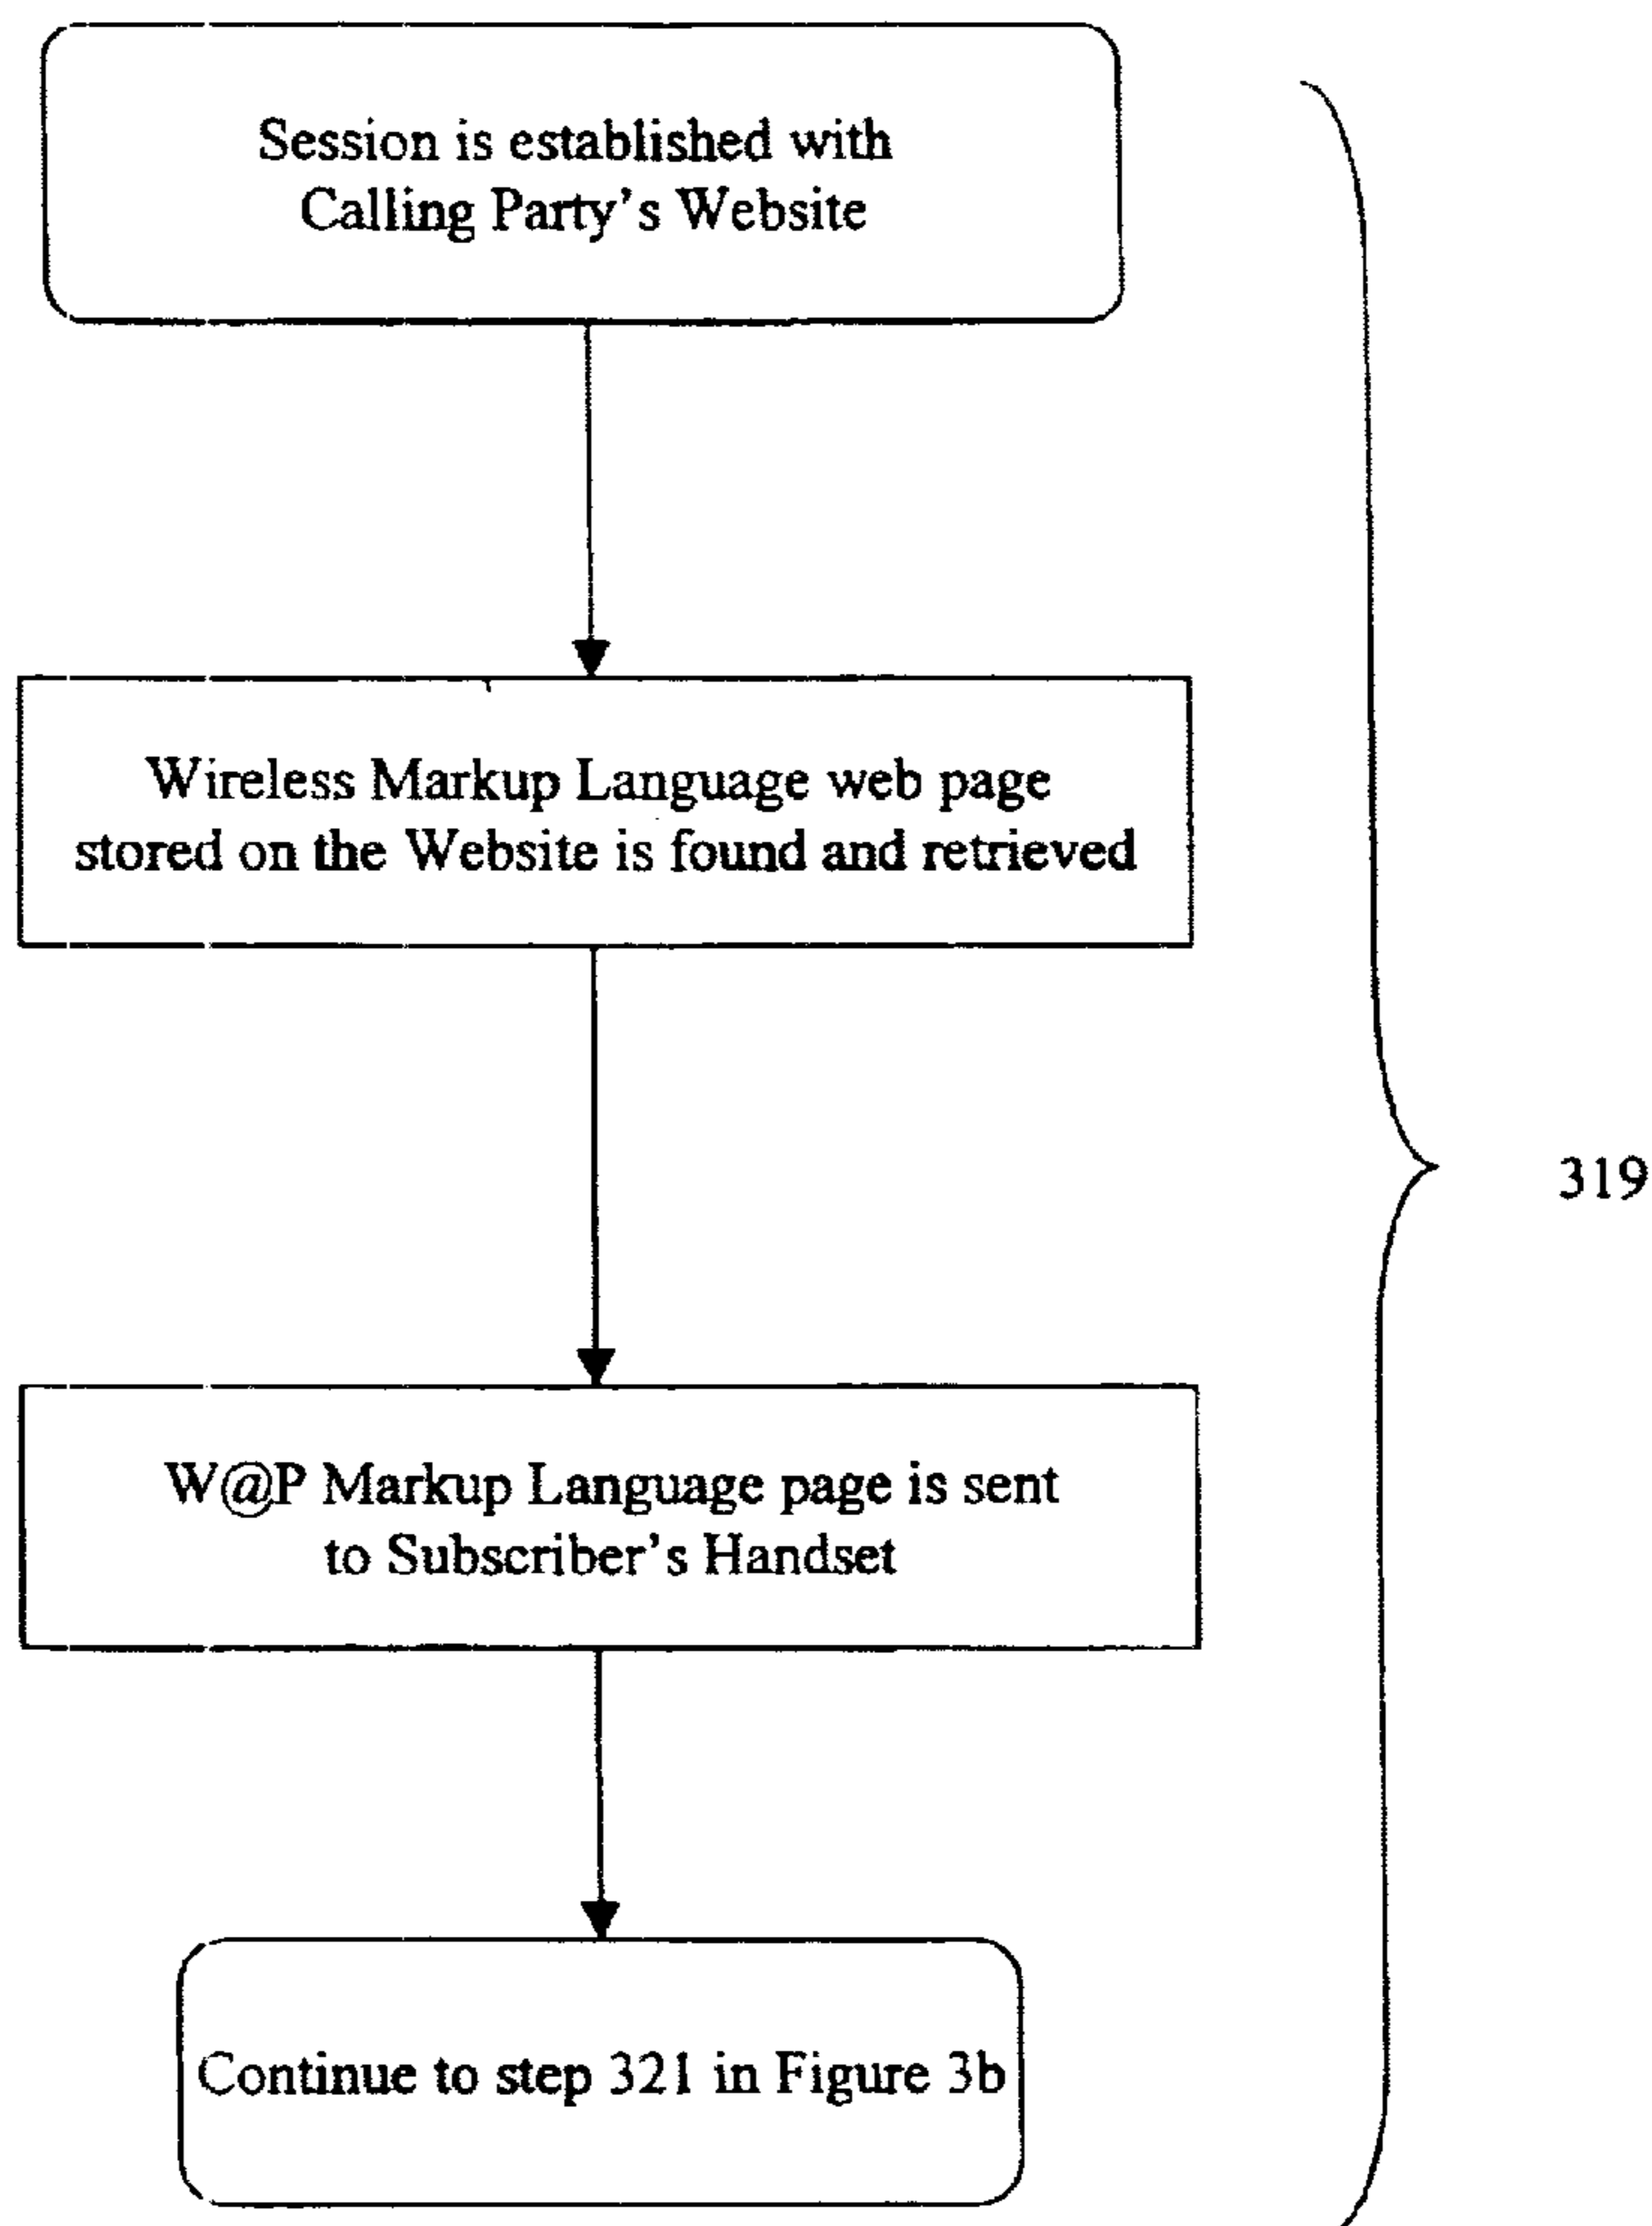 Session is established with
Calling Party's Website
Wireless Markup Language web page
stored on the Website is found and retrieved
319
W@P Markup Language page is sent
to Subscriber's Handset
Continue to step 321 in Figure 3b